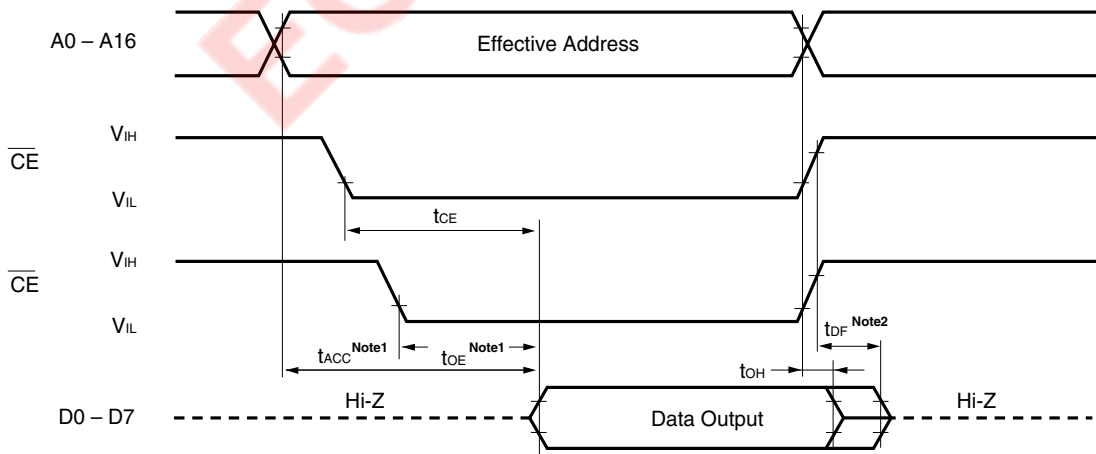 A0 – A16
Effective Address
CE
VIH
VIL
tCE
CE
VIH
VIL
tACC Note1
tOE Note1
tDF Note2
tOH
D0 – D7
Hi-Z
Data Output
Hi-Z